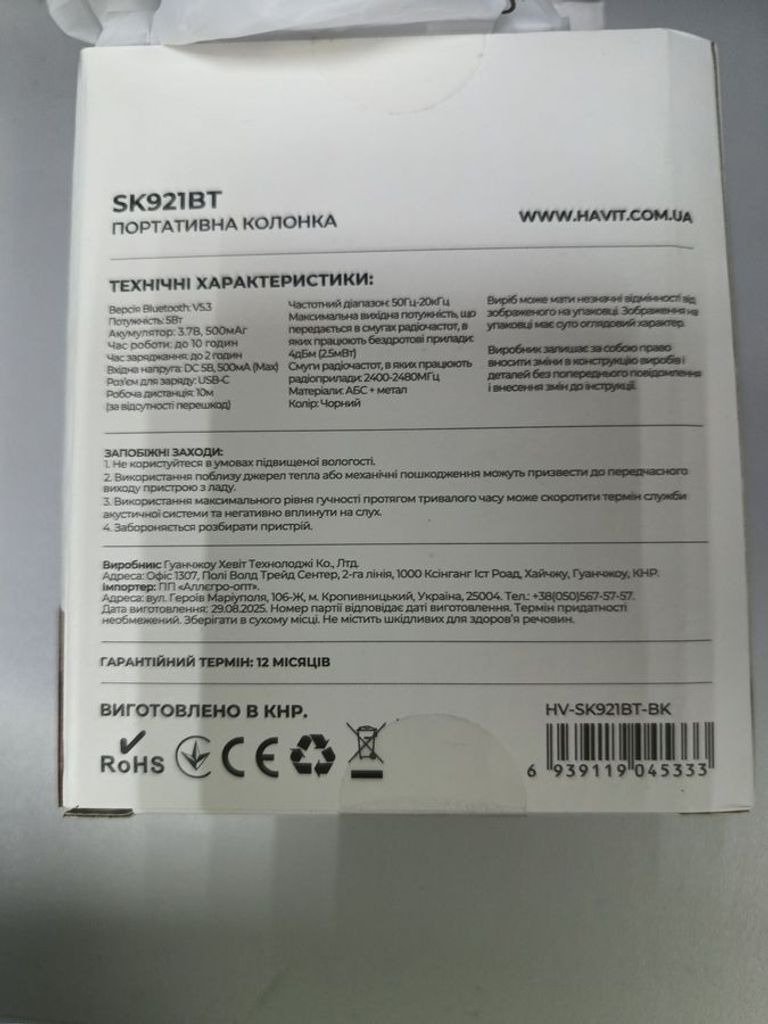 SK921BT
ПОРТАТИВНА КОЛОНКА
WWW.HAVIT.COM.UA
ТЕХНІЧНІ ХАРАКТЕРИСТИКИ:
Версія Bluetooth: V5.3
Потужність: 5Вт
Акумулятор: 3.7В, 500мАг
Час роботи: до 10 годин
Час заряджання: до 2 годин
Вхідна напруга: DC 5В, 500мА (Max)
Роз'єм для заряду: USB-C
Робоча дистанція: 10м
(за відсутності перешкод)
Частотний діапазон: 50Гц-20кГц
Максимальна вихідна потужність, що
передається в смугах радіочастот, в
яких працюють бездротові прилади:
4дБм (2.5мВт)
Смуги радіочастот, в яких працюють
радіоприлади: 2400-2480МГц
Матеріали: АБС + метал
Колір: Чорний
Виріб може мати незначні відмінності від
зображеного на упаковці. Зображення на
упаковці має суто оглядовий характер.
Виробник залишає за собою право
вносити зміни в конструкцію виробів і
деталей без попереднього повідомлення
і внесення змін до інструкції.
ЗАПОБІЖНІ ЗАХОДИ:
1. Не користуйтеся в умовах підвищеної вологості.
2. Використання поблизу джерел тепла або механічні пошкодження можуть призвести до передчасного
виходу пристрою з ладу.
3. Використання максимального рівня гучності протягом тривалого часу може скоротити термін служби
акустичної системи та негативно вплинути на слух.
4. Забороняється розбирати пристрій.
Виробник: Гуанчжоу Хевіт Технолоджі Ко., Лтд.
Адреса: Офіс 1307, Полі Волд Трейд Сентер, 2-га лінія, 1000 Ксінганг Іст Роад, Хайчжу, Гуанчжоу, КНР.
Імпортер: ПП «Аллєгро-опт».
Адреса: вул. Героїв Маріуполя, 106-Ж, м. Кропивницький, Україна, 25004. Тел.: +38(050)567-57-57.
Дата виготовлення: 29.08.2025. Номер партії відповідає даті виготовлення. Термін придатності
необмежений. Зберігати в сухому місці. Не містить шкідливих для здоров'я речовин.
ГАРАНТІЙНИЙ ТЕРМІН: 12 МІСЯЦІВ
ВИГОТОВЛЕНО В КНР.
HV-SK921BT-BK
RoHS CE
6 939119 045333